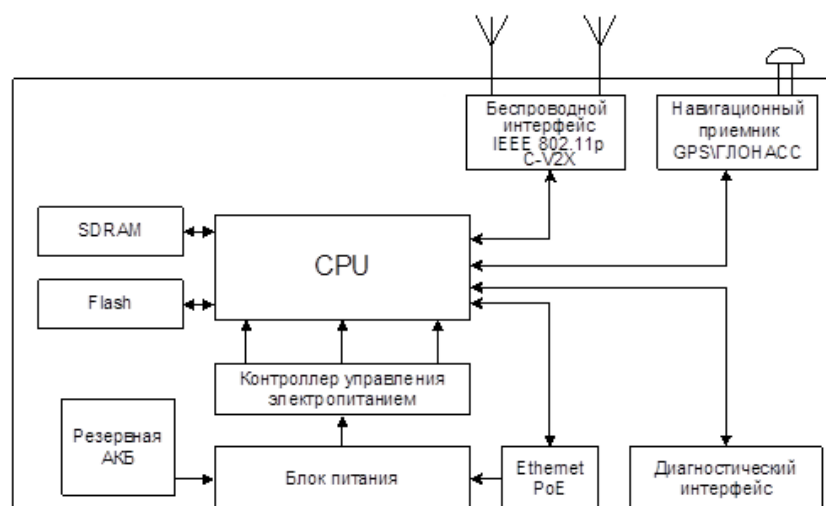 Беспроводной
интерфейс
IEEE 802.11p
C-V2X
Навигационный
приемник
GPS\ГЛОНАСС
SDRAM
CPU
Flash
Контроллер управления
электропитанием
Резервная
АКБ
Блок питания
Ethernet
PoE
Диагностический
интерфейс